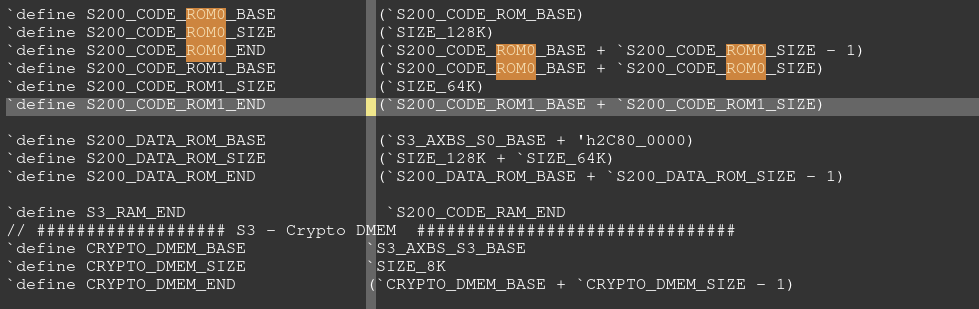 `define S200_CODE_ROM0_BASE (`S200_CODE_ROM_BASE)
`define S200_CODE_ROM0_SIZE (`SIZE_128K)
`define S200_CODE_ROM0_END (`S200_CODE_ROM0_BASE + `S200_CODE_ROM0_SIZE - 1)
`define S200_CODE_ROM1_BASE (`S200_CODE_ROM0_BASE + `S200_CODE_ROM0_SIZE)
`define S200_CODE_ROM1_SIZE (`SIZE_64K)
`define S200_CODE_ROM1_END (`S200_CODE_ROM1_BASE + `S200_CODE_ROM1_SIZE)
`define S200_DATA_ROM_BASE (`S3_AXBS_S0_BASE + 'h2C80_0000)
`define S200_DATA_ROM_SIZE (`SIZE_128K + `SIZE_64K)
`define S200_DATA_ROM_END (`S200_DATA_ROM_BASE + `S200_DATA_ROM_SIZE - 1)
`define S3_RAM_END `S200_CODE_RAM_END
// ################### S3 - Crypto DMEM ##############################
`define CRYPTO_DMEM_BASE `S3_AXBS_S3_BASE
`define CRYPTO_DMEM_SIZE `SIZE_8K
`define CRYPTO_DMEM_END (`CRYPTO_DMEM_BASE + `CRYPTO_DMEM_SIZE - 1)